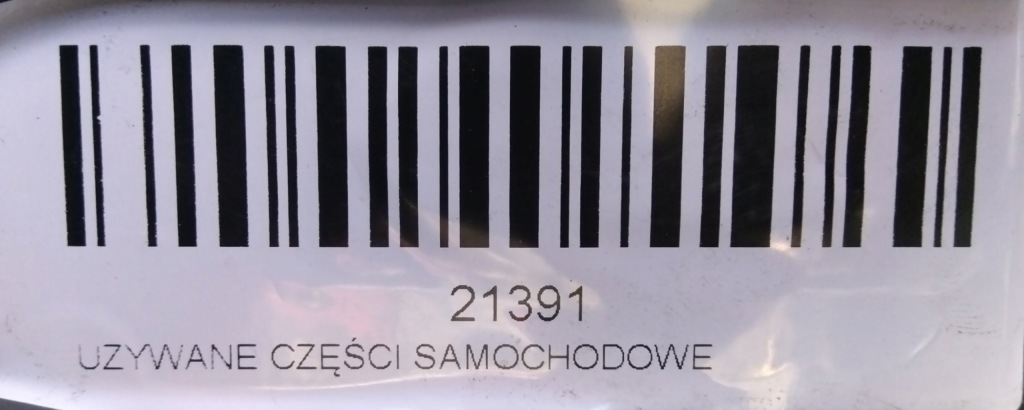 21391
UZYWANE CZĘŚCI SAMOCHODOWE